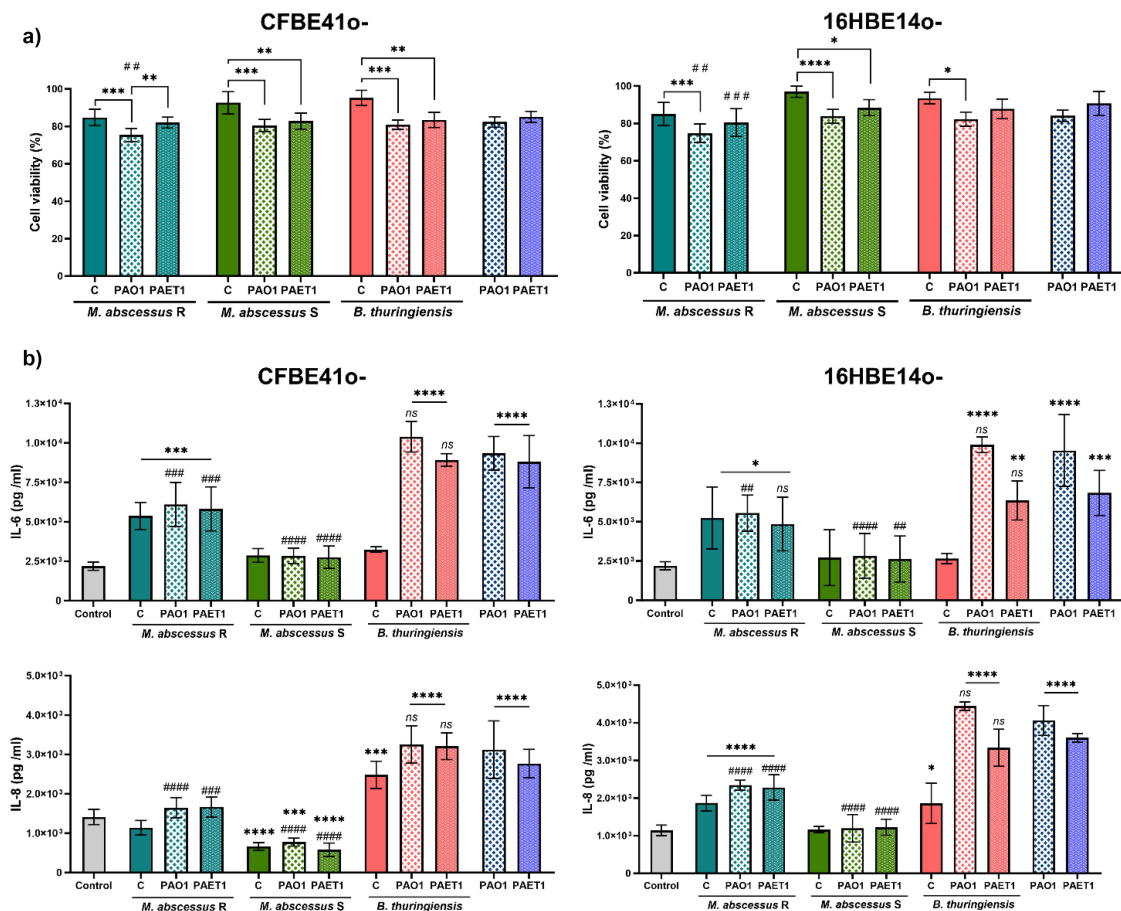 a)
CFBE41o-
16HBE14o-
Cell viability (%)
100
80
60
40
20
0
## 
*** ** *** ** *** **
C PAO1 PAET1 C PAO1 PAET1 C PAO1 PAET1 PAO1 PAET1
M. abscessus R M. abscessus S B. thuringiensis
Cell viability (%)
100
80
60
40
20
0
## ###
*** **** * *
C PAO1 PAET1 C PAO1 PAET1 C PAO1 PAET1 PAO1 PAET1
M. abscessus R M. abscessus S B. thuringiensis
b)
CFBE41o-
16HBE14o-
IL-6 (pg /ml)
1.3×10⁴
1.0×10⁴
7.5×10³
5.0×10³
2.5×10³
0
*** **** ****
### ### #### #### ns ns
Control C PAO1 PAET1 C PAO1 PAET1 C PAO1 PAET1 PAO1 PAET1
M. abscessus R M. abscessus S B. thuringiensis
IL-6 (pg /ml)
1.3×10⁴
1.0×10⁴
7.5×10³
5.0×10³
2.5×10³
0
* **** ** **** ***
## ns #### ## ns ns
Control C PAO1 PAET1 C PAO1 PAET1 C PAO1 PAET1 PAO1 PAET1
M. abscessus R M. abscessus S B. thuringiensis
IL-8 (pg /ml)
5.0×10³
4.0×10³
3.0×10³
2.0×10³
1.0×10³
0
**** *** **** *** **** ****
#### ### #### #### ns ns
Control C PAO1 PAET1 C PAO1 PAET1 C PAO1 PAET1 PAO1 PAET1
M. abscessus R M. abscessus S B. thuringiensis
IL-8 (pg /ml)
5,0×10³
4,0×10³
3,0×10³
2,0×10³
1,0×10³
0
**** * **** ****
#### #### #### #### ns ns
Control C PAO1 PAET1 C PAO1 PAET1 C PAO1 PAET1 PAO1 PAET1
M. abscessus R M. abscessus S B. thuringiensis